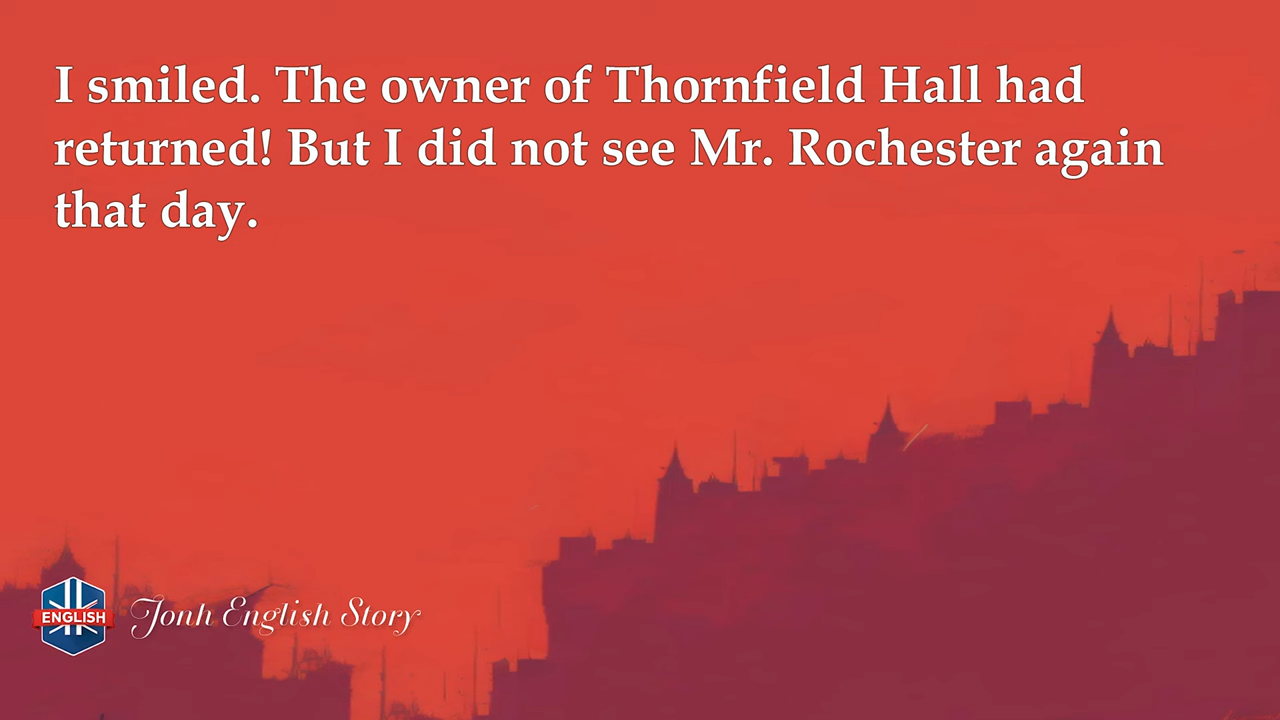 I smiled. The owner of Thornfield Hall had
returned! But I did not see Mr. Rochester again
that day.
ENGLISH
Jonh English Story